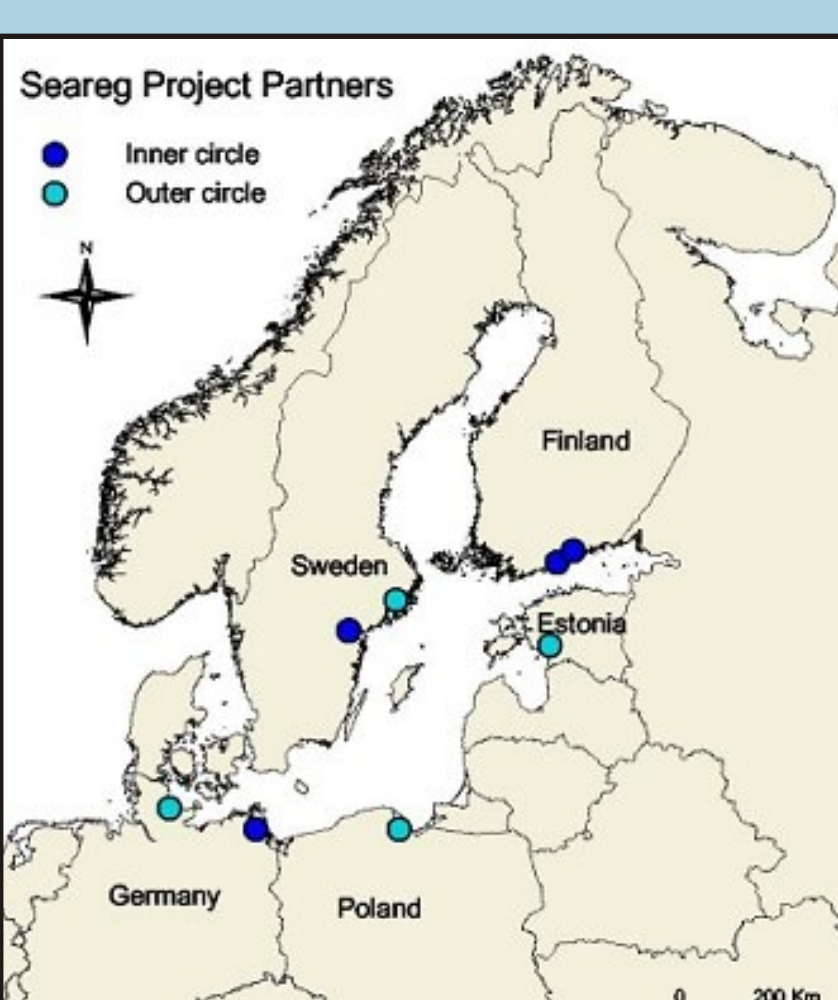 Seareg Project Partners
Inner circle
Outer circle
N
Finland
Sweden
Estonia
Germany
Poland
0 200 Km